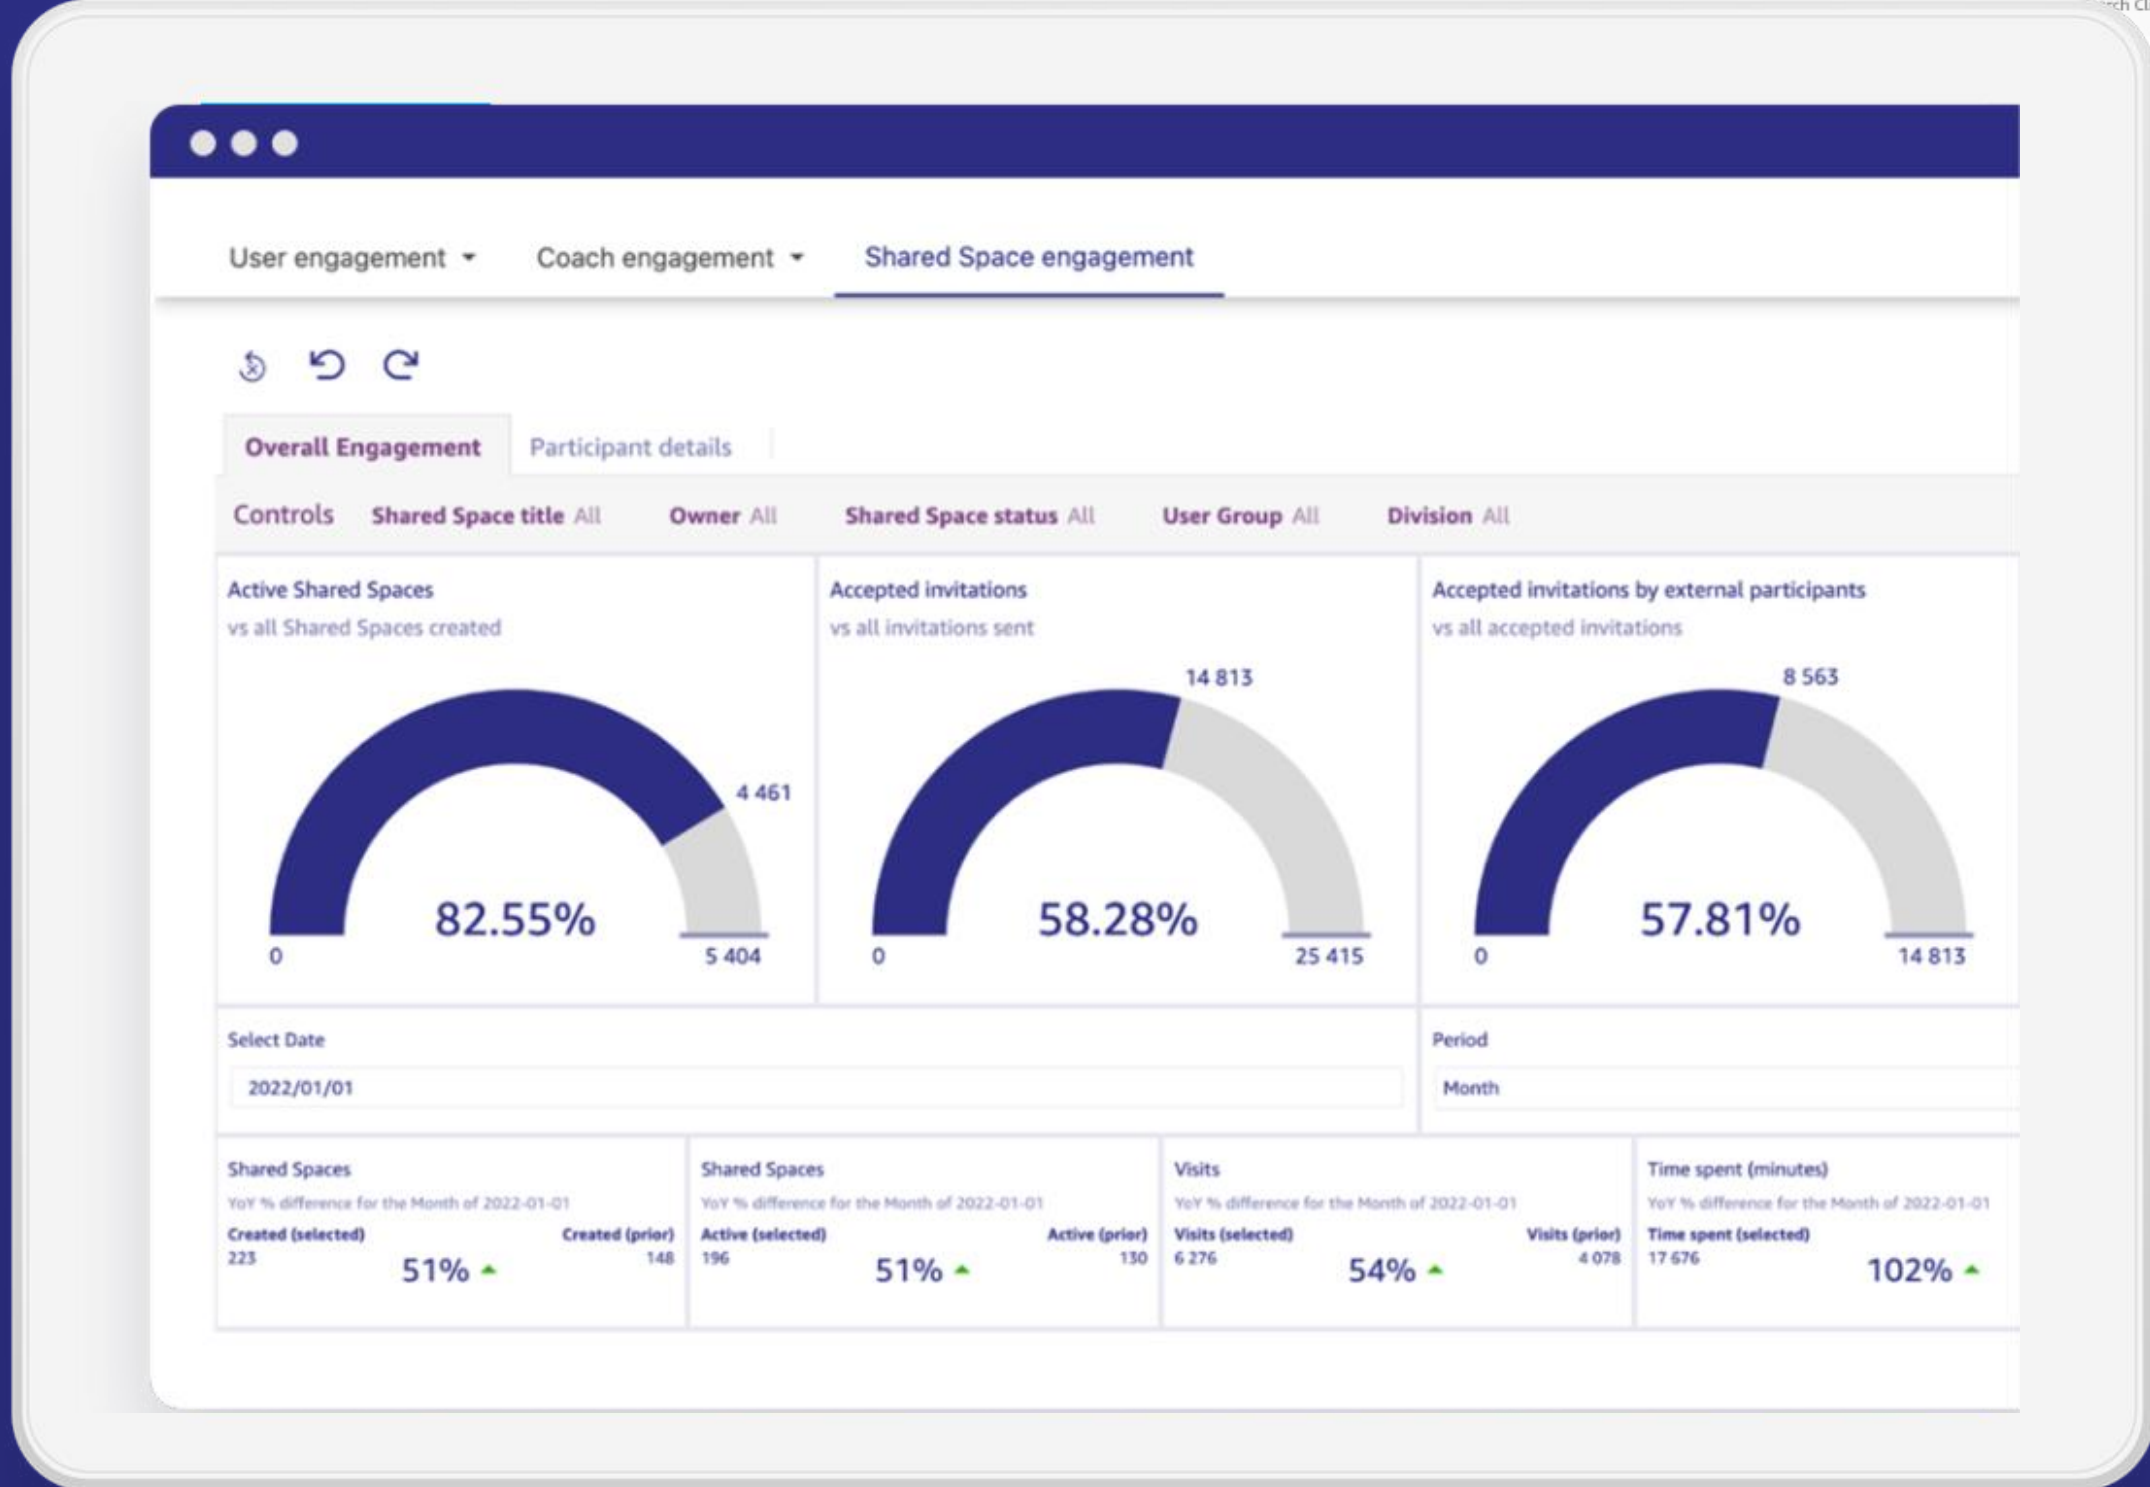 User engagement
Coach engagement
Shared Space engagement
Overall Engagement
Participant details
Controls
Shared Space title All
Owner All
Shared Space status All
User Group All
Division All
Active Shared Spaces
vs all Shared Spaces created
4 461
82.55%
0
5 404
Accepted invitations
vs all invitations sent
14 813
58.28%
0
25 415
Accepted invitations by external participants
vs all accepted invitations
8 563
57.81%
0
14 813
Select Date
2022/01/01
Period
Month
Shared Spaces
YoY % difference for the Month of 2022-01-01
Created (selected)
Created (prior)
223
148
51%
Shared Spaces
YoY % difference for the Month of 2022-01-01
Active (selected)
Active (prior)
196
130
51%
Visits
YoY % difference for the Month of 2022-01-01
Visits (selected)
Visits (prior)
6 276
4 078
54%
Time spent (minutes)
YoY % difference for the Month of 2022-01-01
Time spent (selected)
17 676
102%